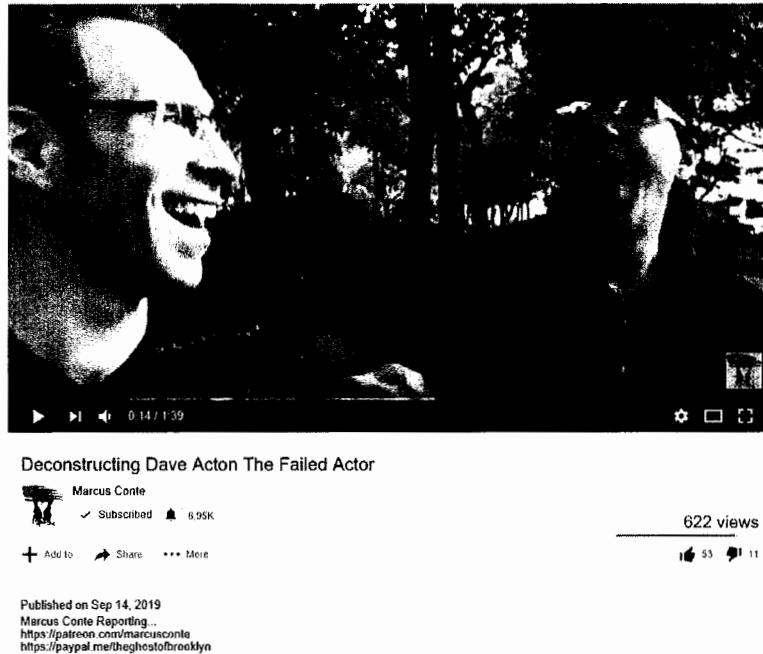 0:14 / 1:39
Deconstructing Dave Acton The Failed Actor
Marcus Conte
Subscribed 6.95K
622 views
Add to Share More
53 11
Published on Sep 14, 2019
Marcus Conte Reporting...
https://patreon.com/marcusconte
https://paypal.me/theghostofbrooklyn